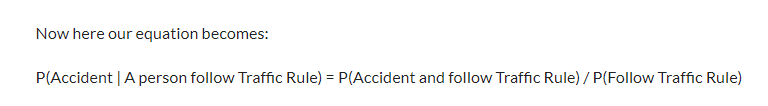 Now here our equation becomes:
P(Accident | A person follow Traffic Rule) = P(Accident and follow Traffic Rule) / P(Follow Traffic Rule)